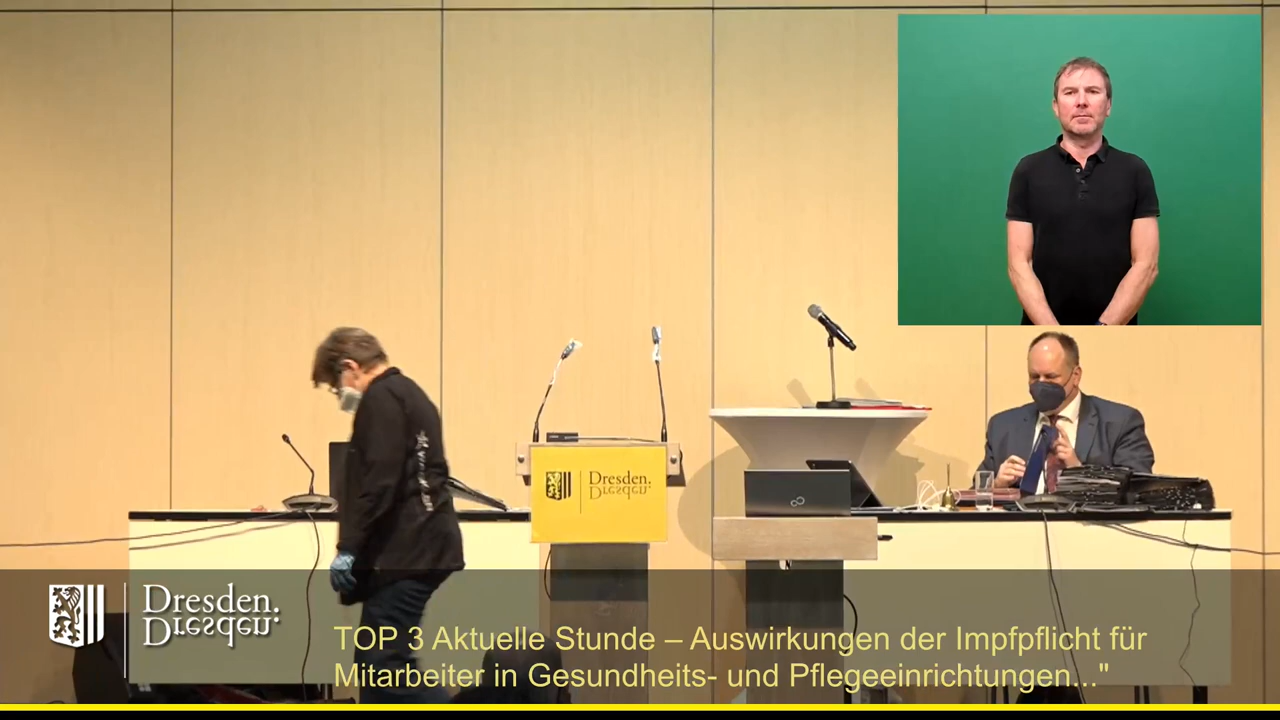 Dresden.
Dresden.
Dresden.
Dresden.
TOP 3 Aktuelle Stunde – Auswirkungen der Impfpflicht für
Mitarbeiter in Gesundheits- und Pflegeeinrichtungen..."